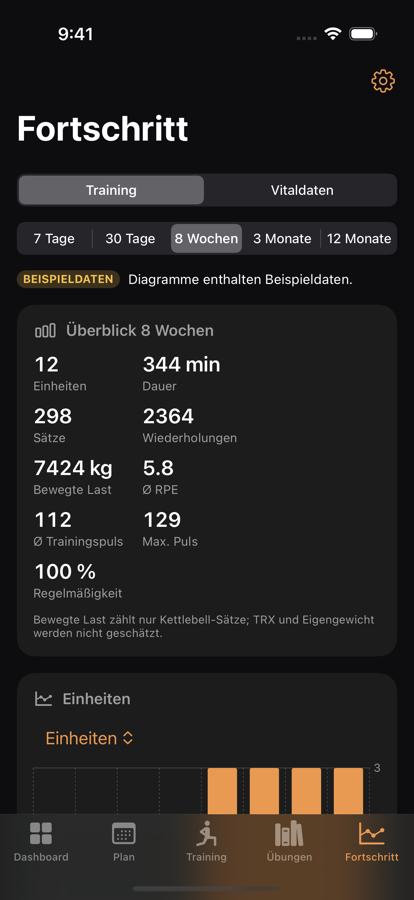 9:41
Fortschritt
Training Vitaldaten
7 Tage 30 Tage 8 Wochen 3 Monate 12 Monate
BEISPIELDATEN Diagramme enthalten Beispieldaten.
Überblick 8 Wochen
12 344 min
Einheiten Dauer
298 2364
Sätze Wiederholungen
7424 kg 5.8
Bewegte Last Ø RPE
112 129
Ø Trainingspuls Max. Puls
100 %
Regelmäßigkeit
Bewegte Last zählt nur Kettlebell-Sätze; TRX und Eigengewicht
werden nicht geschätzt.
Einheiten
Einheiten
3
Dashboard Plan Training Übungen Fortschritt